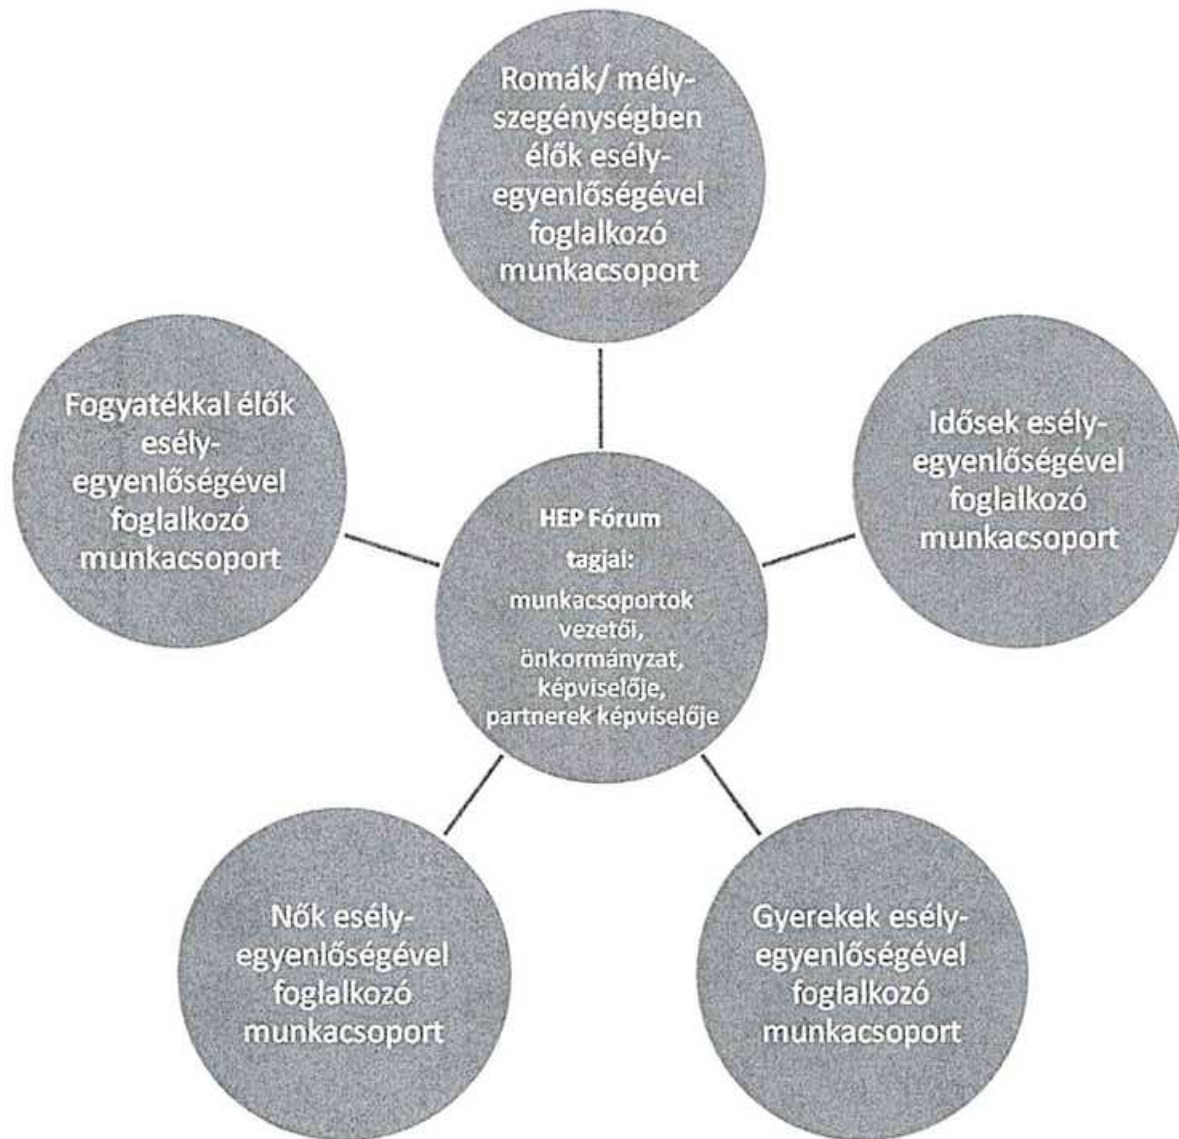 Romák/ mély-
szegénységben
élők esély-
egyenlőségével
foglalkozó
munkacsoport
Fogyatékkal élők
esély-
egyenlőségével
foglalkozó
munkacsoport
Idősek esély-
egyenlőségével
foglalkozó
munkacsoport
HEP Fórum
tagjai:
munkacsoportok
vezetői,
önkormányzat,
képviselője,
partnerek képviselője
Nők esély-
egyenlőségével
foglalkozó
munkacsoport
Gyerekek esély-
egyenlőségével
foglalkozó
munkacsoport